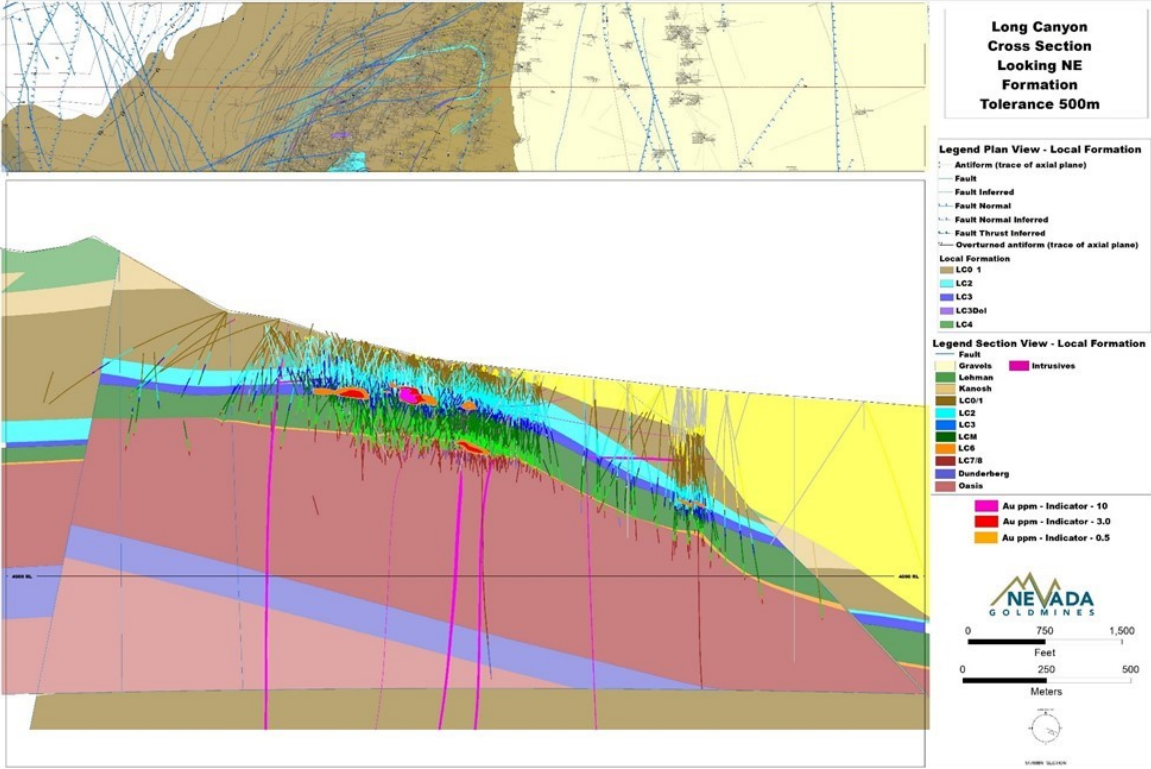 Long Canyon
Cross Section
Looking NE
Formation
Tolerance 500m
Legend Plan View - Local Formation
Antiform (trace of axial plane)
Fault
Fault Inferred
Fault Normal
Fault Normal Inferred
Fault Thrust Inferred
Overturned antiform (trace of axial plane)
Local Formation
LC0_1
LC2
LC3
LC3Dol
LC4
Legend Section View - Local Formation
Fault
Gravels Intrusives
Lehman
Kanosh
LC0/1
LC2
LC3
LCM
LC6
LC7/8
Dunderberg
Oasis
Au ppm - Indicator - 10
Au ppm - Indicator - 3.0
Au ppm - Indicator - 0.5
NEVADA
GOLDMINES
0 750 1,500
Feet
0 250 500
Meters